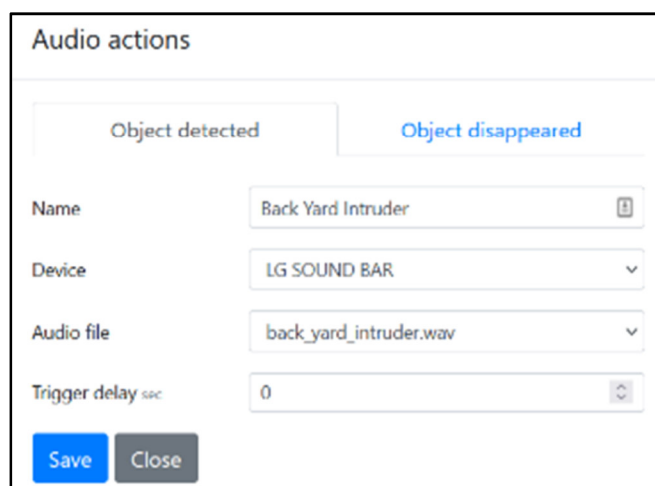 Audio actions
Object detected Object disappeared
Name Back Yard Intruder
Device LG SOUND BAR
Audio file back_yard_intruder.wav
Trigger delay sec 0
Save Close